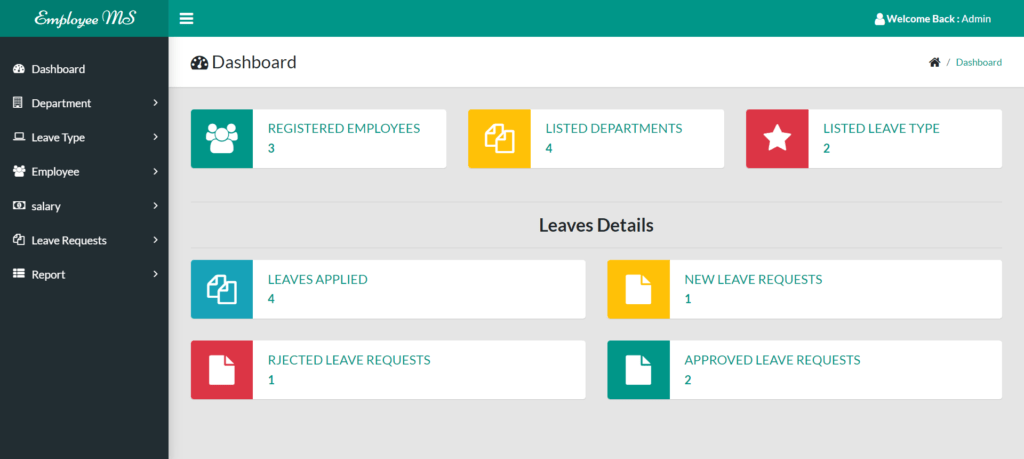 Employee MS
Welcome Back : Admin
Dashboard
Department
Leave Type
Employee
salary
Leave Requests
Report
Dashboard
/ Dashboard
REGISTERED EMPLOYEES
3
LISTED DEPARTMENTS
4
LISTED LEAVE TYPE
2
Leaves Details
LEAVES APPLIED
4
NEW LEAVE REQUESTS
1
RJECTED LEAVE REQUESTS
1
APPROVED LEAVE REQUESTS
2